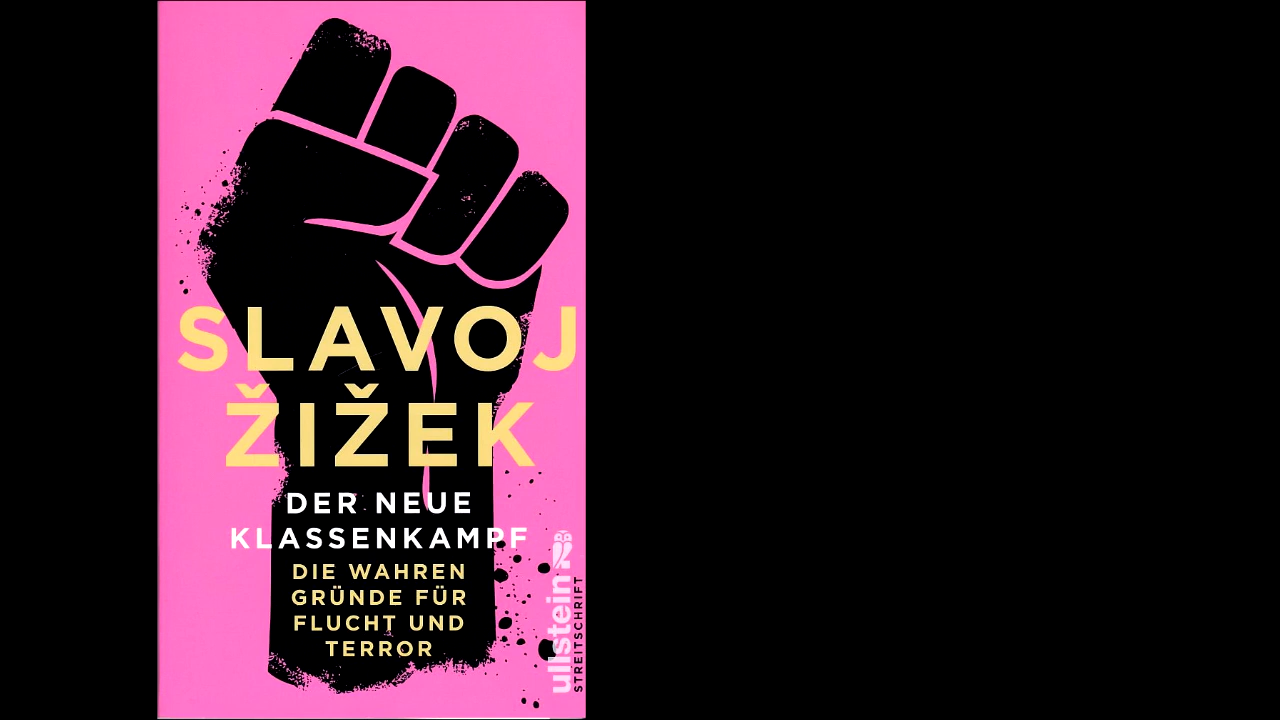 SLAVOJ
ŽIŽEK
DER NEUE
KLASSENKAMPF
DIE WAHREN
GRÜNDE FÜR
FLUCHT UND
TERROR
ullstein
STREITSCHRIFT